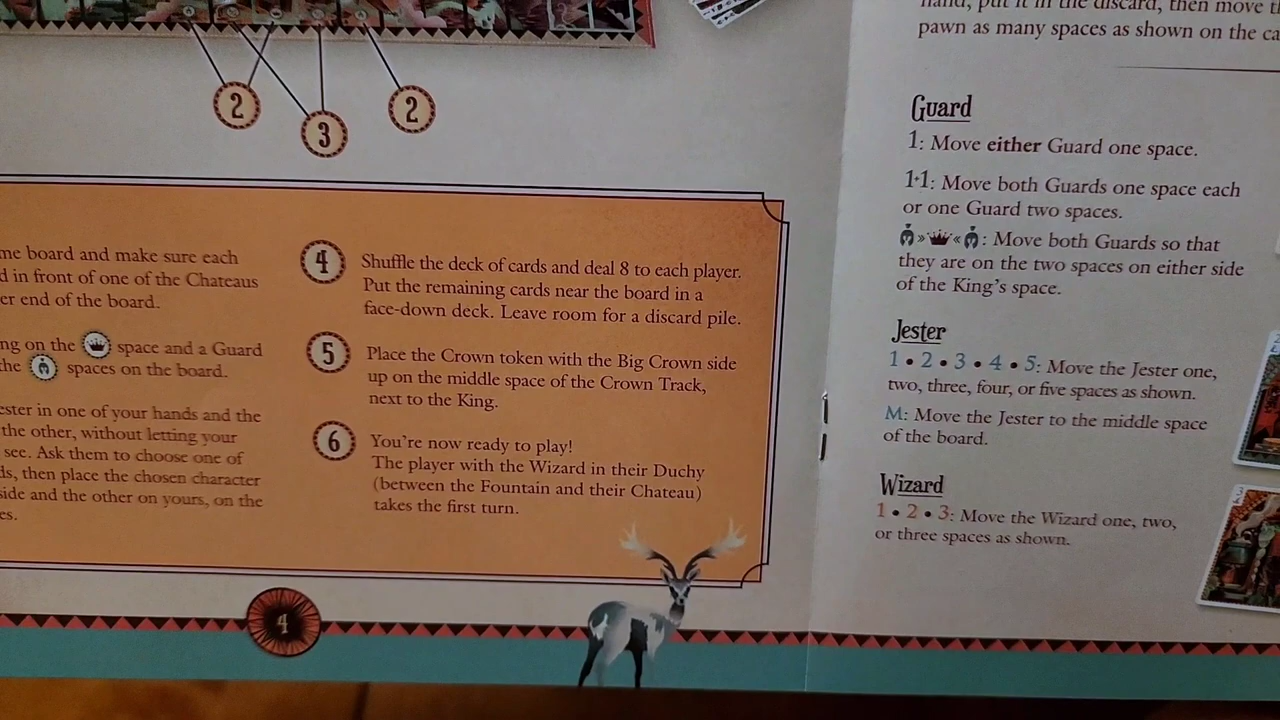 2
3
2
me board and make sure each
d in front of one of the Chateaus
er end of the board.
ng on the space and a Guard
the spaces on the board.
ester in one of your hands and the
the other, without letting your
see. Ask them to choose one of
ds, then place the chosen character
side and the other on yours, on the
es.
4 Shuffle the deck of cards and deal 8 to each player.
Put the remaining cards near the board in a
face-down deck. Leave room for a discard pile.
5 Place the Crown token with the Big Crown side
up on the middle space of the Crown Track,
next to the King.
6 You're now ready to play!
The player with the Wizard in their Duchy
(between the Fountain and their Chateau)
takes the first turn.
4
hand, put it in the discard, then move t
pawn as many spaces as shown on the ca
Guard
1: Move either Guard one space.
1+1: Move both Guards one space each
or one Guard two spaces.
» «: Move both Guards so that
they are on the two spaces on either side
of the King's space.
Jester
1 • 2 • 3 • 4 • 5: Move the Jester one,
two, three, four, or five spaces as shown.
M: Move the Jester to the middle space
of the board.
Wizard
1 • 2 • 3: Move the Wizard one, two,
or three spaces as shown.